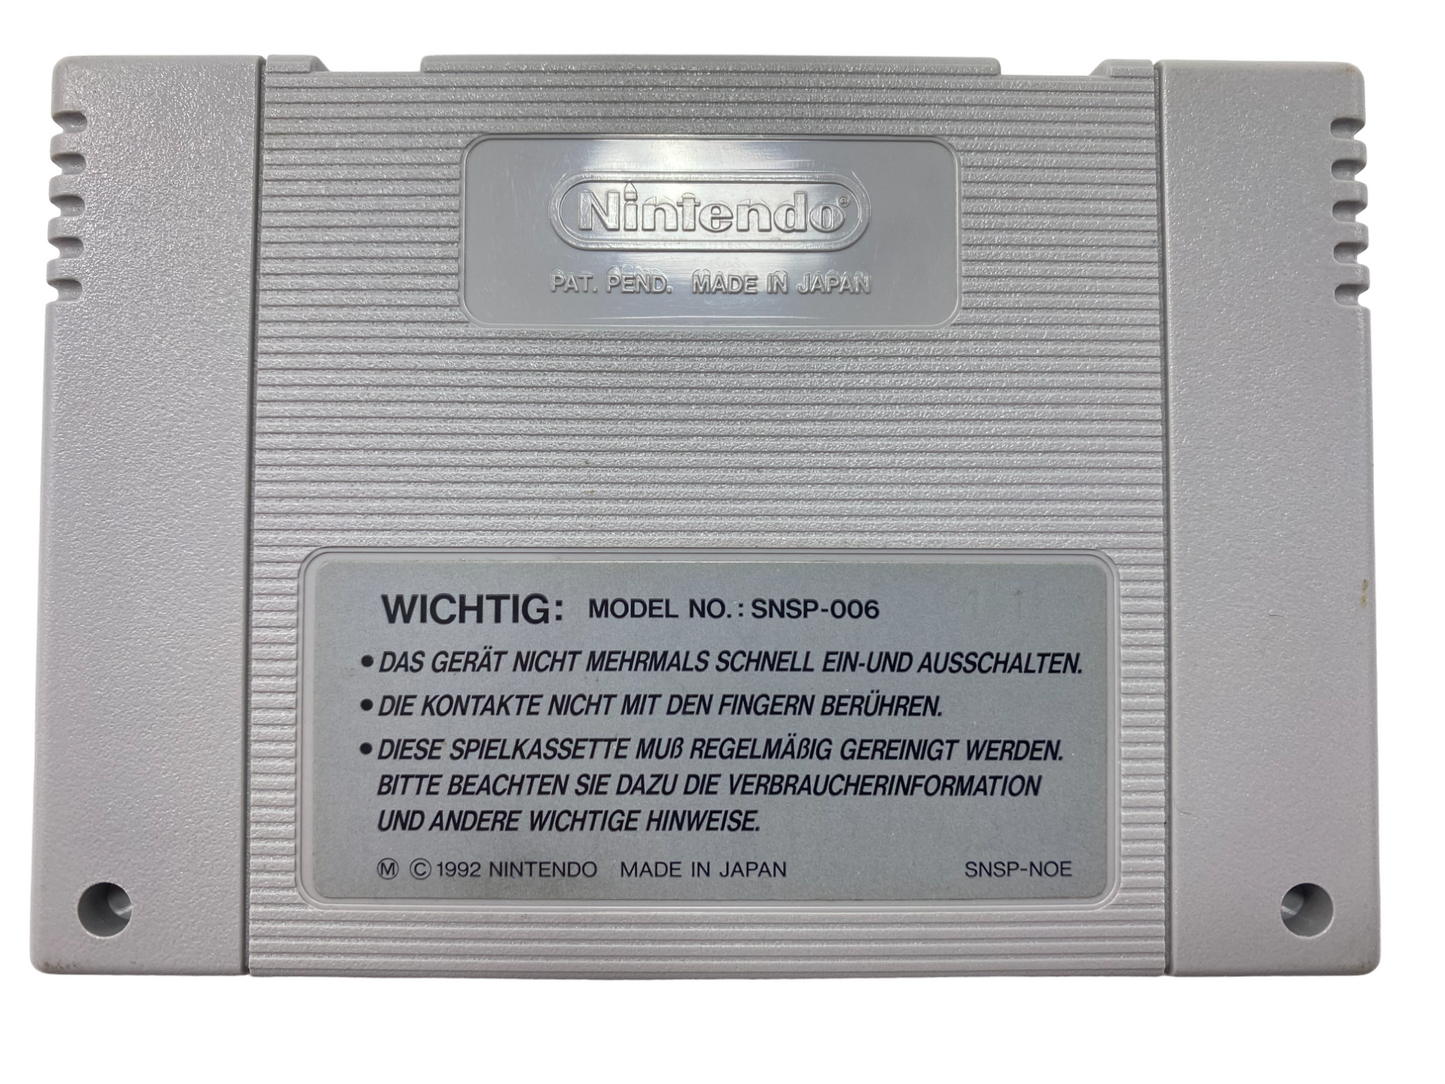 Nintendo®
PAT. PEND. MADE IN JAPAN
WICHTIG: MODEL NO.: SNSP-006
• DAS GERÄT NICHT MEHRMALS SCHNELL EIN-UND AUSSCHALTEN.
• DIE KONTAKTE NICHT MIT DEN FINGERN BERÜHREN.
• DIESE SPIELKASSETTE MUß REGELMÄßIG GEREINIGT WERDEN.
BITTE BEACHTEN SIE DAZU DIE VERBRAUCHERINFORMATION
UND ANDERE WICHTIGE HINWEISE.
Ⓜ © 1992 NINTENDO MADE IN JAPAN SNSP-NOE